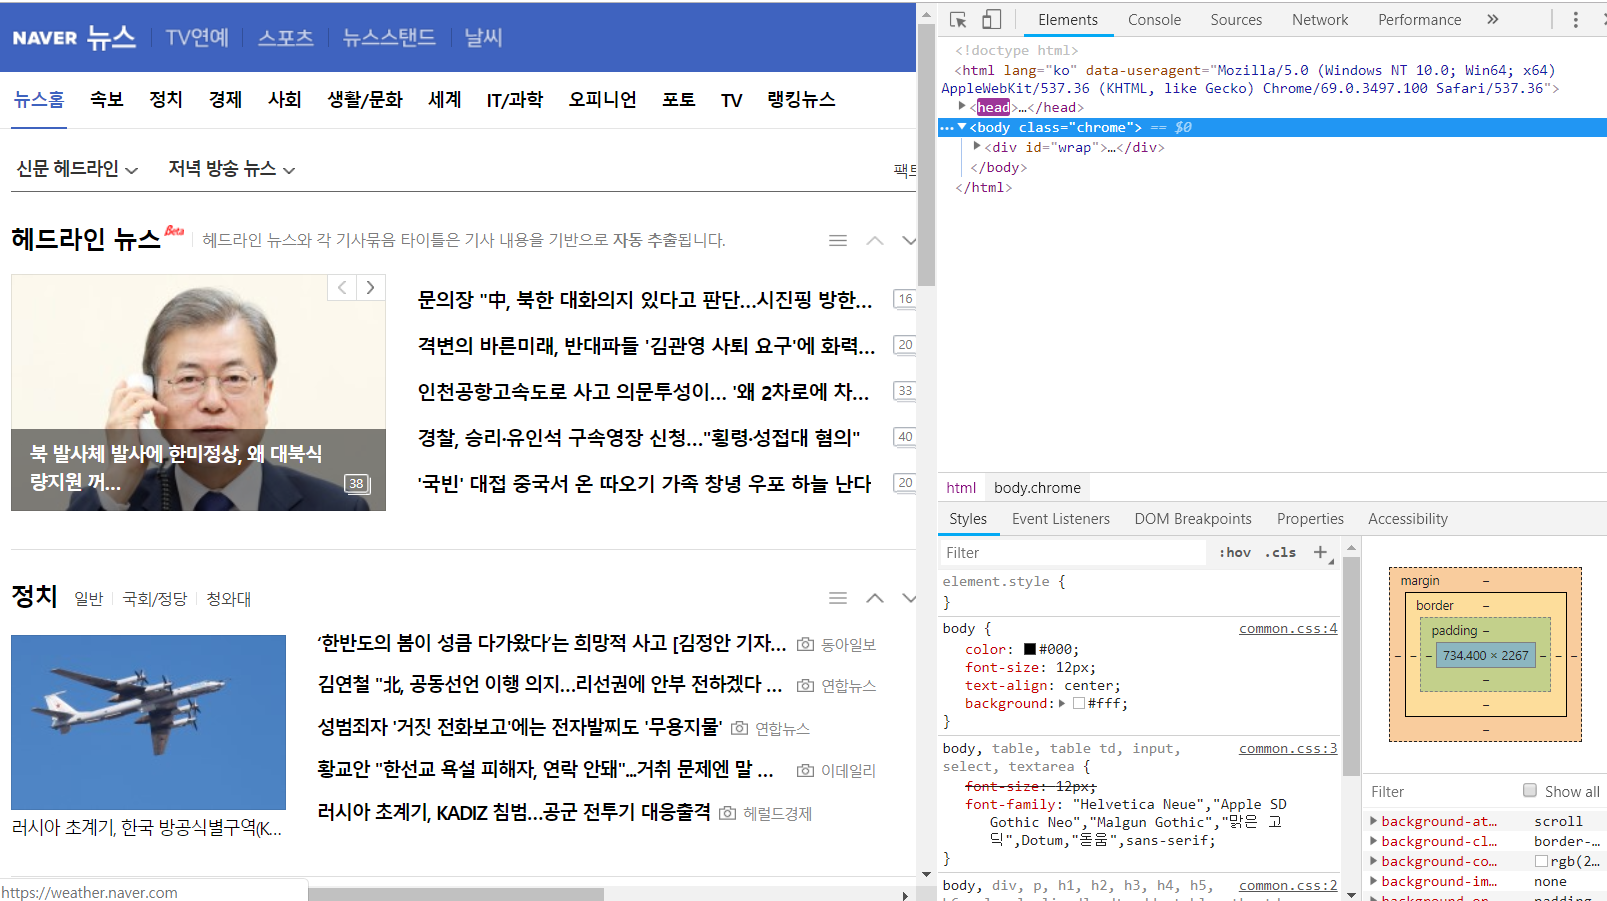 NAVER 뉴스 TV연예 스포츠 뉴스스탠드 날씨
뉴스홈 속보 정치 경제 사회 생활/문화 세계 IT/과학 오피니언 포토 TV 랭킹뉴스
신문 헤드라인 저녁 방송 뉴스 팩트
헤드라인 뉴스 Beta 헤드라인 뉴스와 각 기사묶음 타이틀은 기사 내용을 기반으로 자동 추출됩니다.
북 발사체 발사에 한미정상, 왜 대북식
량지원 꺼...
38
문의장 "中, 북한 대화의지 있다고 판단...시진핑 방한... 16
격변의 바른미래, 반대파들 '김관영 사퇴 요구'에 화력... 20
인천공항고속도로 사고 의문투성이... '왜 2차로에 차... 33
경찰, 승리·유인석 구속영장 신청..."횡령·성접대 혐의" 40
'국빈' 대접 중국서 온 따오기 가족 창녕 우포 하늘 난다 20
정치 일반 국회/정당 청와대
러시아 초계기, 한국 방공식별구역(K...
‘한반도의 봄이 성큼 다가왔다’는 희망적 사고 [김정안 기자... 동아일보
김연철 "北, 공동선언 이행 의지...리선권에 안부 전하겠다 ... 연합뉴스
성범죄자 '거짓 전화보고'에는 전자발찌도 '무용지물' 연합뉴스
황교안 "한선교 욕설 피해자, 연락 안돼"...거취 문제엔 말 ... 이데일리
러시아 초계기, KADIZ 침범...공군 전투기 대응출격 헤럴드경제
https://weather.naver.com
Elements Console Sources Network Performance »
<!doctype html>
<html lang="ko" data-useragent="Mozilla/5.0 (Windows NT 10.0; Win64; x64)
AppleWebKit/537.36 (KHTML, like Gecko) Chrome/69.0.3497.100 Safari/537.36">
<head>…</head>
<body class="chrome"> == $0
<div id="wrap">…</div>
</body>
</html>
html body.chrome
Styles Event Listeners DOM Breakpoints Properties Accessibility
Filter :hov .cls +
element.style {
}
body { common.css:4
color: #000;
font-size: 12px;
text-align: center;
background: #fff;
}
body, table, table td, input, common.css:3
select, textarea {
font-size: 12px;
font-family: "Helvetica Neue","Apple SD
Gothic Neo","Malgun Gothic","맑은 고
딕",Dotum,"돋움",sans-serif;
}
body, div, p, h1, h2, h3, h4, h5, common.css:2
margin –
border –
padding –
– – – 734.400 × 2267 – – –
–
–
–
Filter Show all
background-at… scroll
background-cl… border-…
background-co… rgb(2…
background-im… none